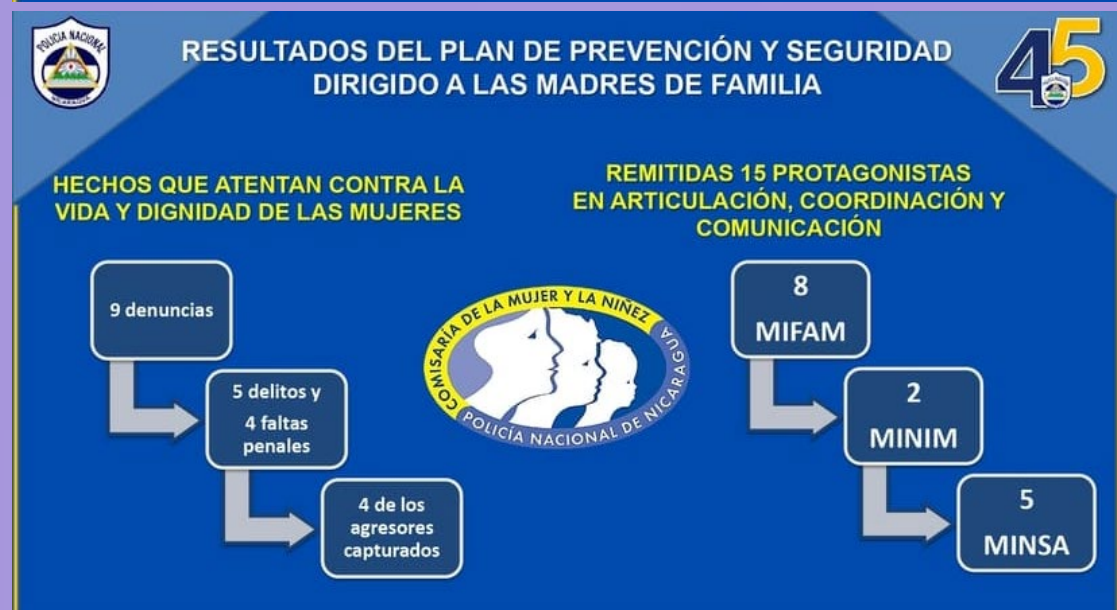 POLICIA NACIONAL
NICARAGUA
RESULTADOS DEL PLAN DE PREVENCIÓN Y SEGURIDAD
DIRIGIDO A LAS MADRES DE FAMILIA
45
HECHOS QUE ATENTAN CONTRA LA
VIDA Y DIGNIDAD DE LAS MUJERES
9 denuncias
5 delitos y
4 faltas
penales
4 de los
agresores
capturados
COMISARÍA DE LA MUJER Y LA NIÑEZ
POLICÍA NACIONAL DE NICARAGUA
REMITIDAS 15 PROTAGONISTAS
EN ARTICULACIÓN, COORDINACIÓN Y
COMUNICACIÓN
8
MIFAM
2
MINIM
5
MINSA